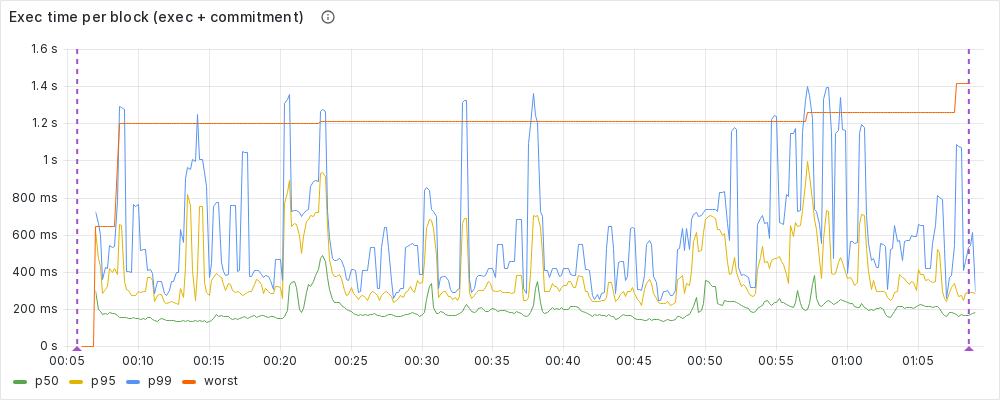 Exec time per block (exec + commitment)
1.6 s
1.4 s
1.2 s
1 s
800 ms
600 ms
400 ms
200 ms
0 s
00:05 00:10 00:15 00:20 00:25 00:30 00:35 00:40 00:45 00:50 00:55 01:00 01:05
p50 p95 p99 worst